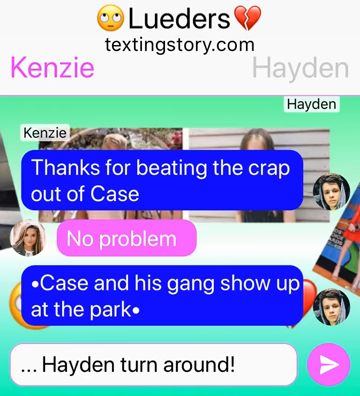 🙄Lueders💔
textingstory.com
Kenzie Hayden
Hayden
Kenzie
Thanks for beating the crap
out of Case
No problem
•Case and his gang show up
at the park•
... Hayden turn around!